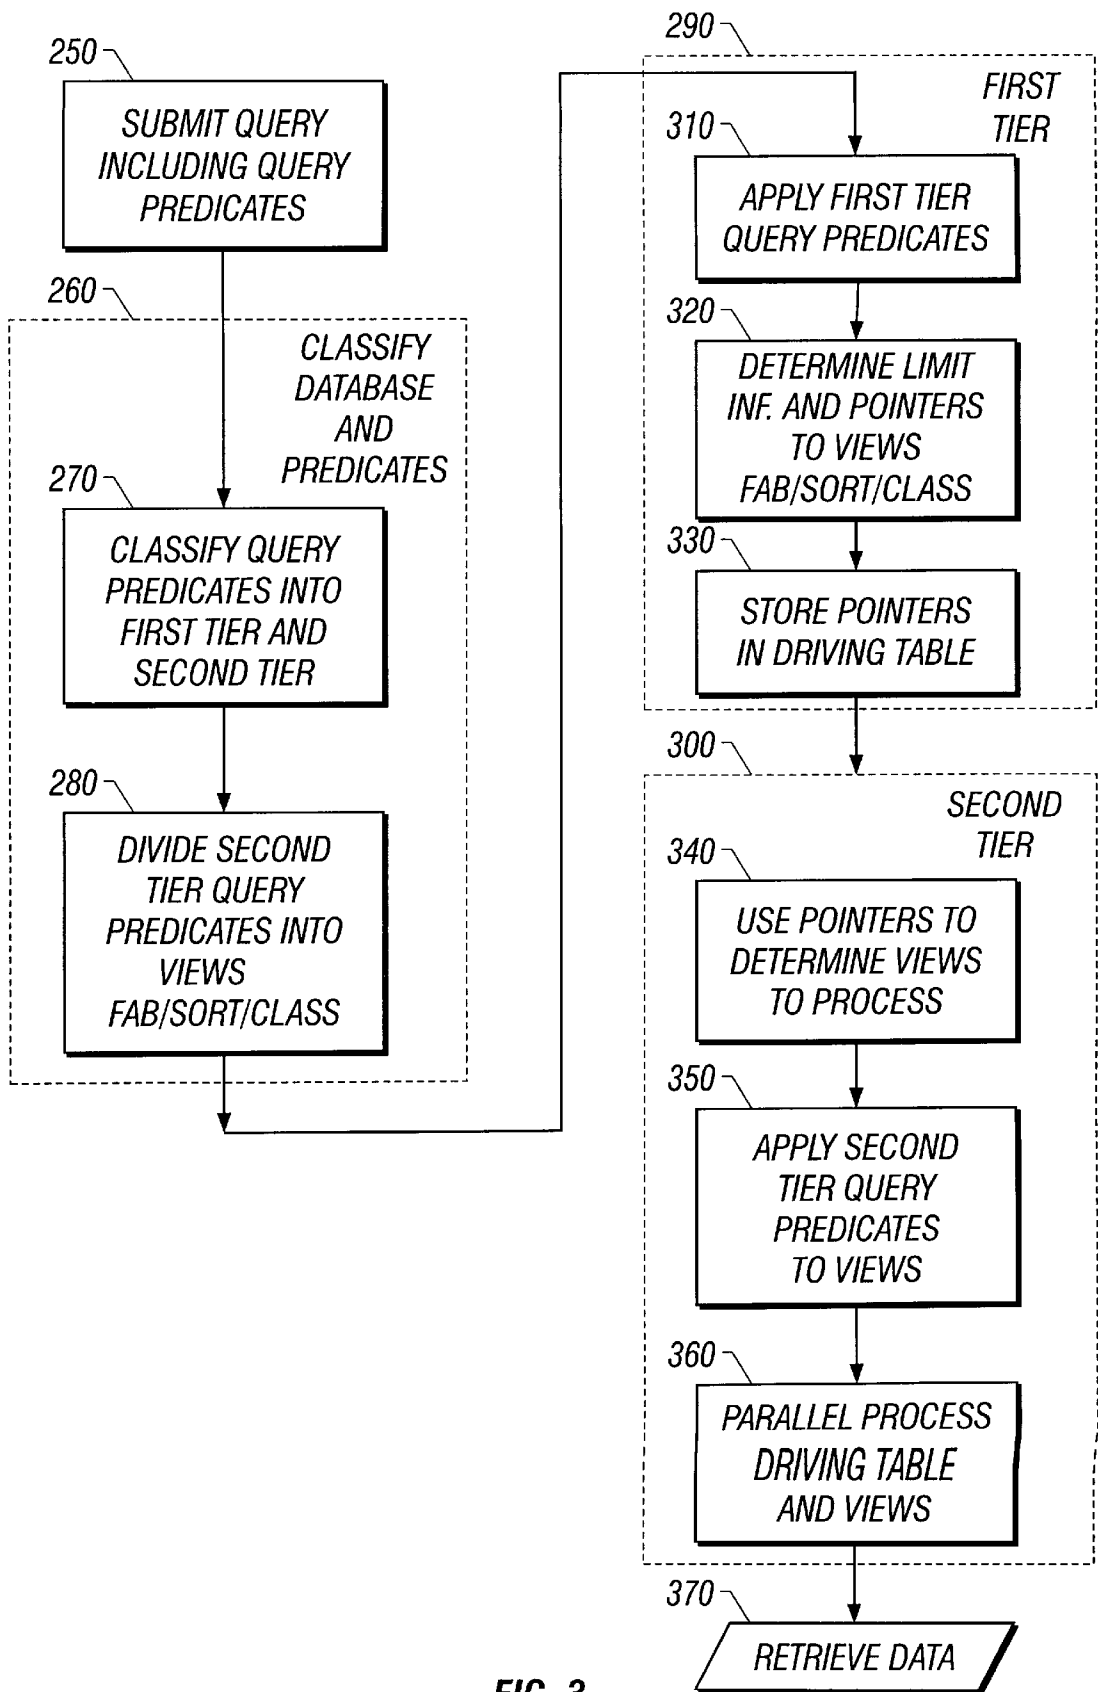 250
SUBMIT QUERY
INCLUDING QUERY
PREDICATES
260
CLASSIFY
DATABASE
AND
PREDICATES
270
CLASSIFY QUERY
PREDICATES INTO
FIRST TIER AND
SECOND TIER
280
DIVIDE SECOND
TIER QUERY
PREDICATES INTO
VIEWS
FAB/SORT/CLASS
290
FIRST
TIER
310
APPLY FIRST TIER
QUERY PREDICATES
320
DETERMINE LIMIT
INF. AND POINTERS
TO VIEWS
FAB/SORT/CLASS
330
STORE POINTERS
IN DRIVING TABLE
300
SECOND
TIER
340
USE POINTERS TO
DETERMINE VIEWS
TO PROCESS
350
APPLY SECOND
TIER QUERY
PREDICATES
TO VIEWS
360
PARALLEL PROCESS
DRIVING TABLE
AND VIEWS
370
RETRIEVE DATA